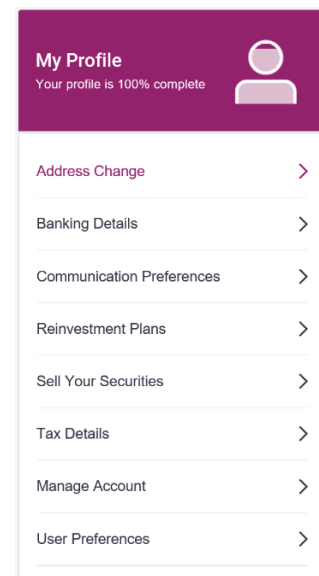 My Profile
Your profile is 100% complete
Address Change
Banking Details
Communication Preferences
Reinvestment Plans
Sell Your Securities
Tax Details
Manage Account
User Preferences